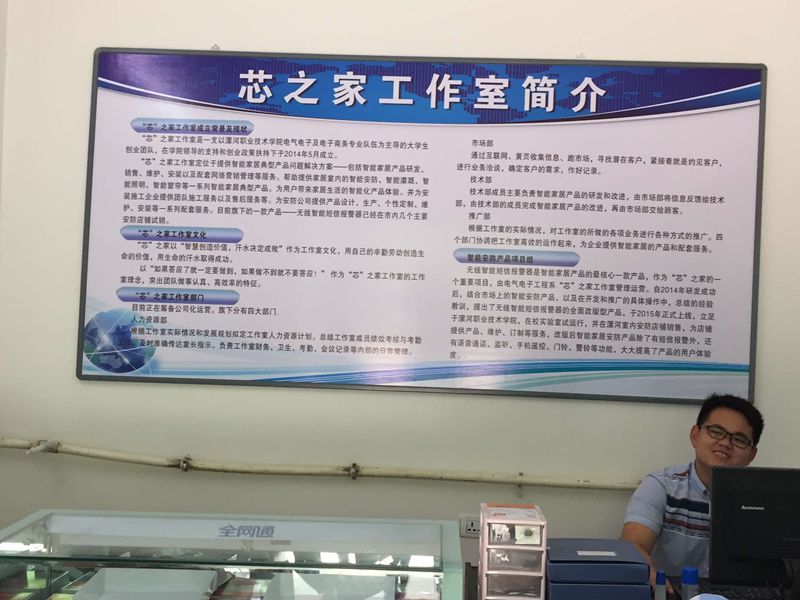 芯之家工作室简介
“芯”之家工作室成立背景及现状
“芯”之家工作室是一支以漯河职业技术学院电气电子及电子商务专业队伍为主导的大学生
创业团队，在学院领导的支持和创业政策扶持下于2014年5月成立。
“芯”之家工作室定位于提供智能家居典型产品问题解决方案——包括智能家居产品研发、
销售、维护、安装以及配套网络营销管理等服务。帮助提供家居室内的智能安防、智能灌溉、智
能照明、智能窗帘等一系列智能家居典型产品。为用户带来家居生活的智能化产品体验。并为安
装施工企业提供团队施工服务以及售后服务等。为安防公司提供产品设计、生产、个性定制、维
护、安装等一系列配套服务。目前旗下的一款产品——无线智能短信报警器已经在市内几个主要
安防店铺试销。
“芯”之家工作室文化
“芯”之家以“智慧创造价值，汗水决定成败”作为工作室文化，用自己的辛勤劳动创造生
命的价值，用生命的汗水取得成功。
以“如果答应了就一定要做到，如果做不到就不要答应！” 作为“芯”之家工作室的工作
室理念，突出团队做事认真、高效率的特征。
“芯”之家工作室部门
目前正在筹备公司化运营，旗下分有四大部门.
人力资源部
根据工作室实际情况和发展规划拟定工作室人力资源计划。总结工作室成员绩效考核与考勤
及时准确传达室长指示。负责工作室财务、卫生、考勤、会议记录等内部的日常管理。
市场部
通过互联网、黄页收集信息、跑市场，寻找潜在客户，紧接着就是约见客户，
进行业务洽谈，确定客户的需求，作好记录。
技术部
技术部成员主要负责智能家居产品的研发和改进，由市场部将信息反馈给技术
部，由技术部的成员完成智能家居产品的改进，再由市场部交给顾客。
推广部
根据工作室的实际情况，对工作室的所做的各项业务进行各种方式的推广。四
个部门协调把工作室高效的运作起来，为企业提供智能家居的产品和配套服务。
智能安防产品项目组
无线智能短信报警器是智能家居产品的最核心一款产品，作为“芯”之家的一
个重要项目，由电气电子工程系“芯”之家工作室管理运营。自2014年研发成功
后，结合市场上的智能安防产品，以及在开发和推广的具体操作中，总结的经验
教训，提出了无线智能短信报警器的全面改版型产品，于2015年正式上线，立足
于漯河职业技术学院，在校实验室试运行，并在漯河室内安防店铺销售，为店铺
提供产品、维护、订制等服务，改版后智能家居安防产品除了有短信报警外，还
有语音通话、监听、手机遥控、门铃、警铃等功能，大大提高了产品的用户体验
度。
全网通
lenovo